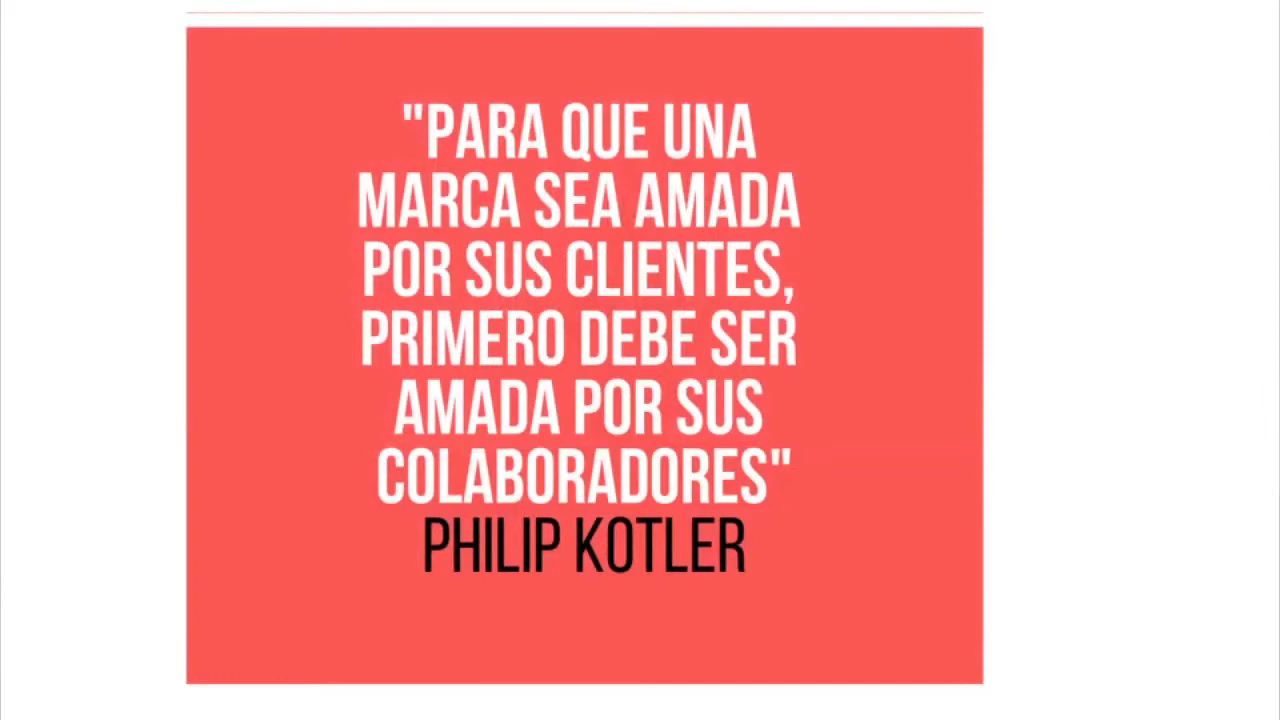 "PARA QUE UNA
MARCA SEA AMADA
POR SUS CLIENTES,
PRIMERO DEBE SER
AMADA POR SUS
COLABORADORES"
PHILIP KOTLER